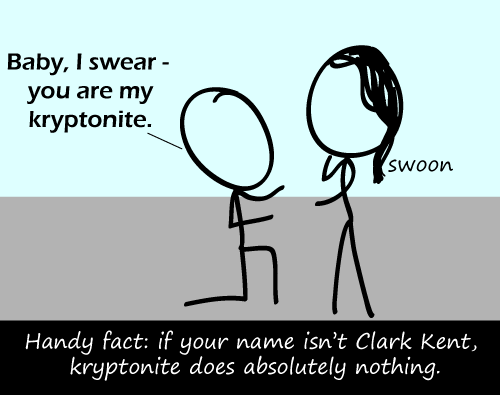 Baby, I swear -
you are my
kryptonite.
swoon
Handy fact: if your name isn't Clark Kent,
kryptonite does absolutely nothing.